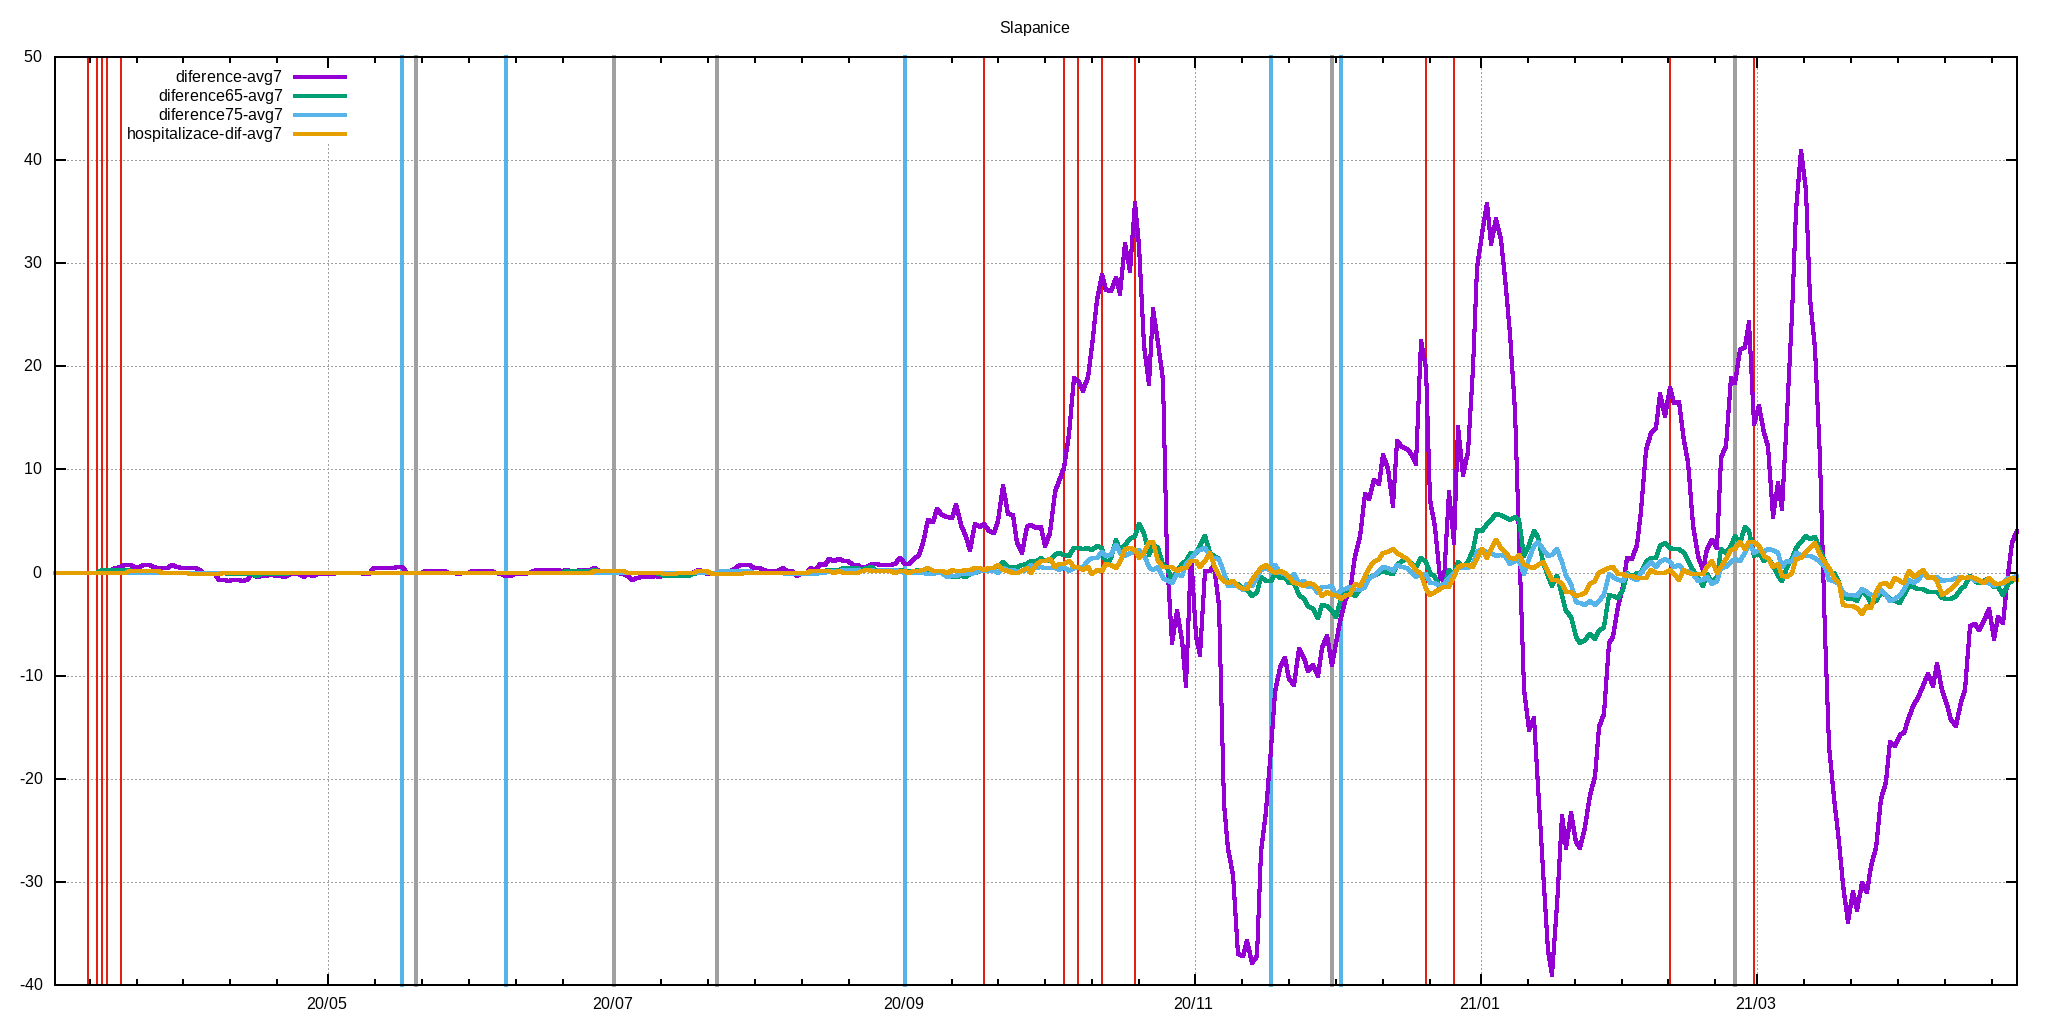 Slapanice
diference-avg7
diference65-avg7
diference75-avg7
hospitalizace-dif-avg7
50
40
30
20
10
0
-10
-20
-30
-40
20/05 20/07 20/09 20/11 21/01 21/03